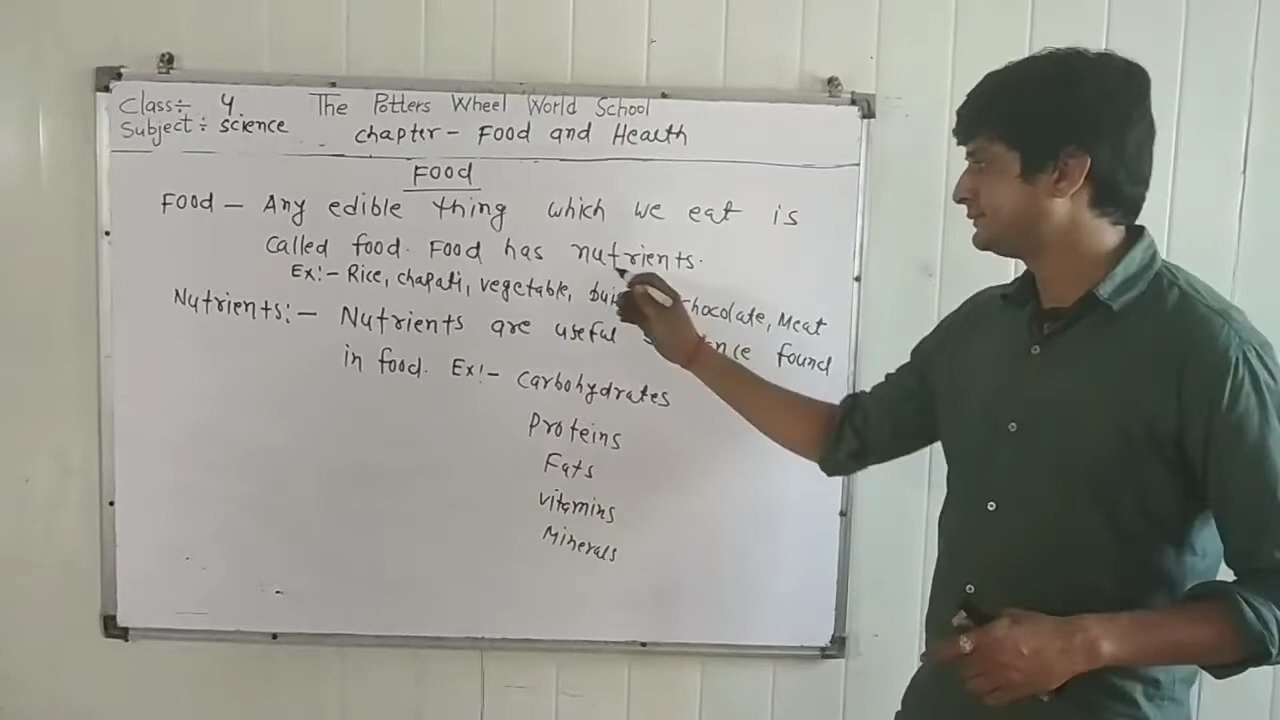 Class÷ 4. The Potters Wheel World School
Subject÷ science chapter - Food and Health
FOOD
FOOD - Any edible thing which we eat is
called food. Food has nutrients.
Ex:- Rice, chapati, vegetable, chocolate, Meat
Nutrients:- Nutrients are useful found
in food. Ex:- carbohydrates
Proteins
Fats
vitamins
Minerals